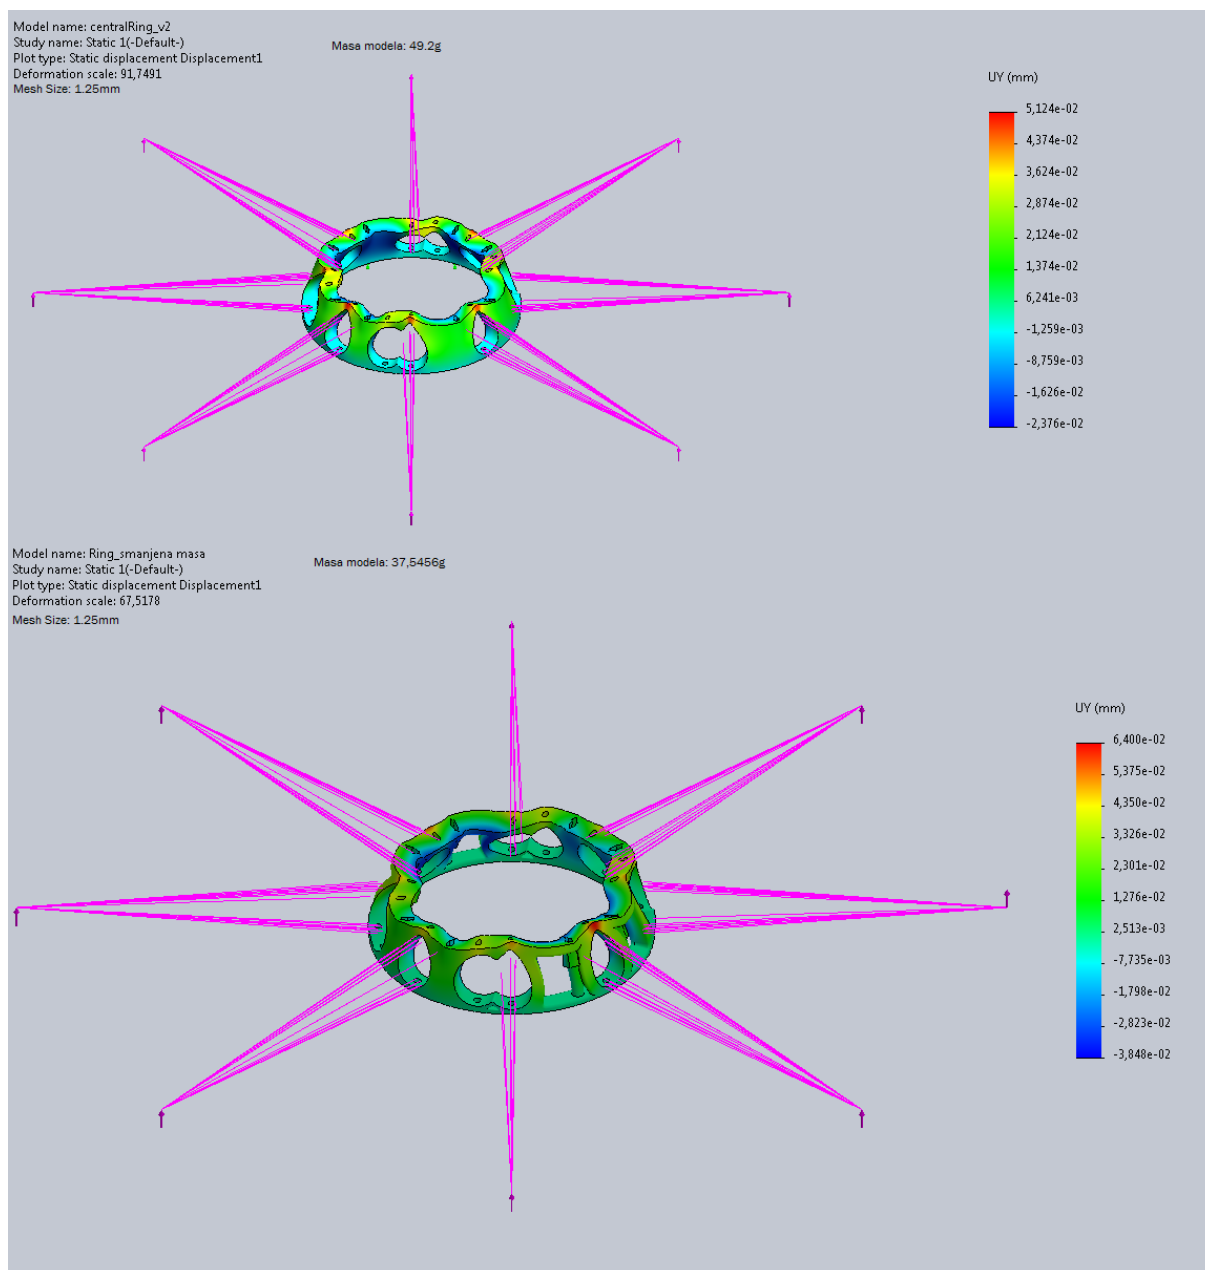 Model name: centralRing_v2
Study name: Static 1(-Default-)
Plot type: Static displacement Displacement1
Deformation scale: 91,7491
Mesh Size: 1.25mm
Masa modela: 49.2g
UY (mm)
5,124e-02
4,374e-02
3,624e-02
2,874e-02
2,124e-02
1,374e-02
6,241e-03
-1,259e-03
-8,759e-03
-1,626e-02
-2,376e-02
Model name: Ring_smanjena masa
Study name: Static 1(-Default-)
Plot type: Static displacement Displacement1
Deformation scale: 67,5178
Mesh Size: 1.25mm
Masa modela: 37,5456g
UY (mm)
6,400e-02
5,375e-02
4,350e-02
3,326e-02
2,301e-02
1,276e-02
2,513e-03
-7,735e-03
-1,798e-02
-2,823e-02
-3,848e-02